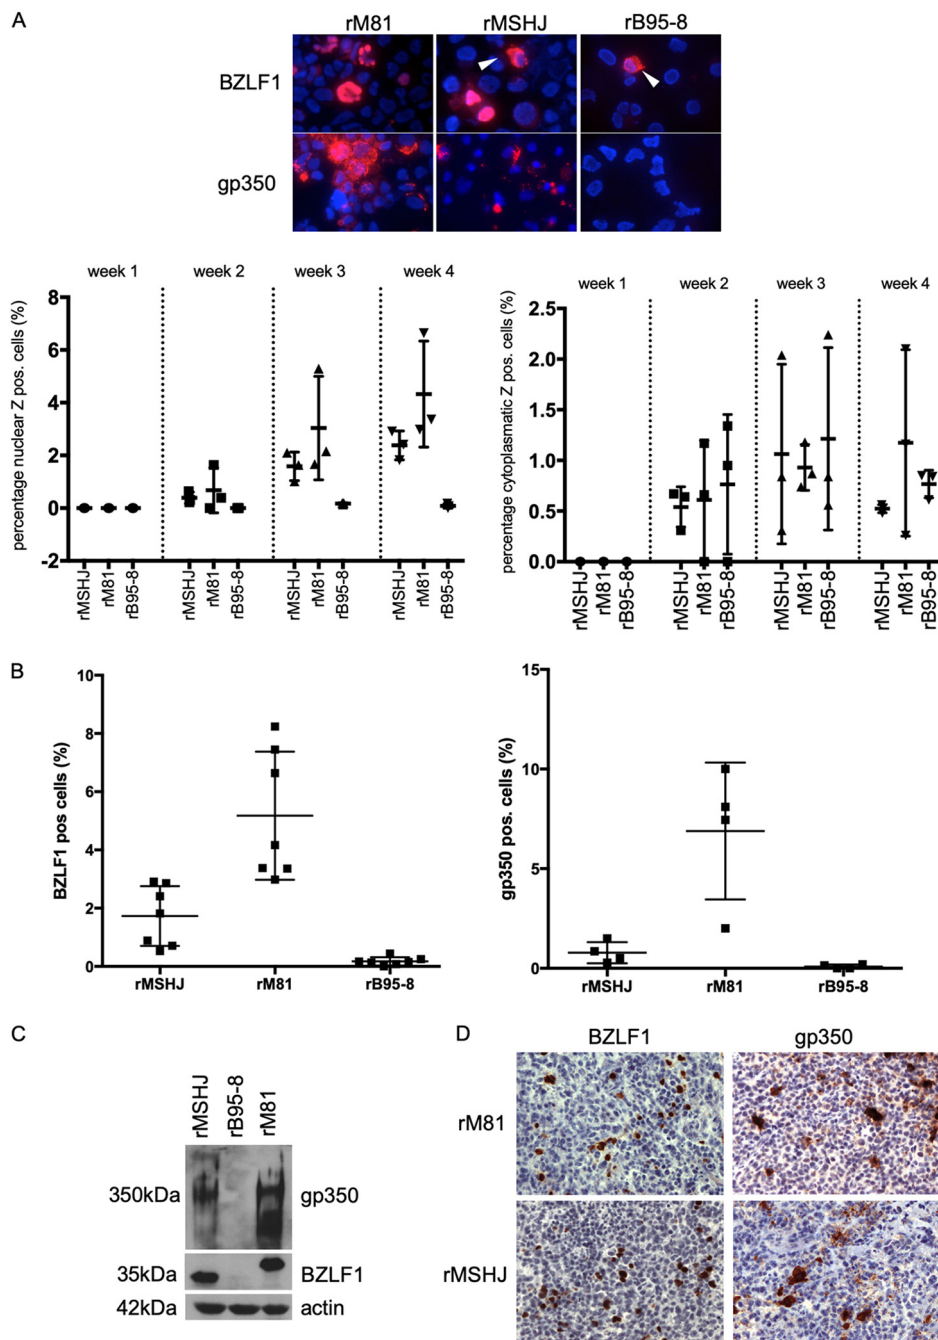 A
rM81 rMSHJ rB95-8
BZLF1
gp350
week 1 week 2 week 3 week 4
percentage nuclear Z pos. cells (%)
8
6
4
2
0
-2
rMSHJ rM81 rB95-8 rMSHJ rM81 rB95-8 rMSHJ rM81 rB95-8 rMSHJ rM81 rB95-8
week 1 week 2 week 3 week 4
percentage cytoplasmatic Z pos. cells (%)
2.5
2.0
1.5
1.0
0.5
0.0
rMSHJ rM81 rB95-8 rMSHJ rM81 rB95-8 rMSHJ rM81 rB95-8 rMSHJ rM81 rB95-8
B
BZLF1 pos cells (%)
10
8
6
4
2
0
rMSHJ rM81 rB95-8
gp350 pos. cells (%)
15
10
5
0
rMSHJ rM81 rB95-8
C
rMSHJ rB95-8 rM81
350kDa gp350
35kDa BZLF1
42kDa actin
D
BZLF1 gp350
rM81
rMSHJ